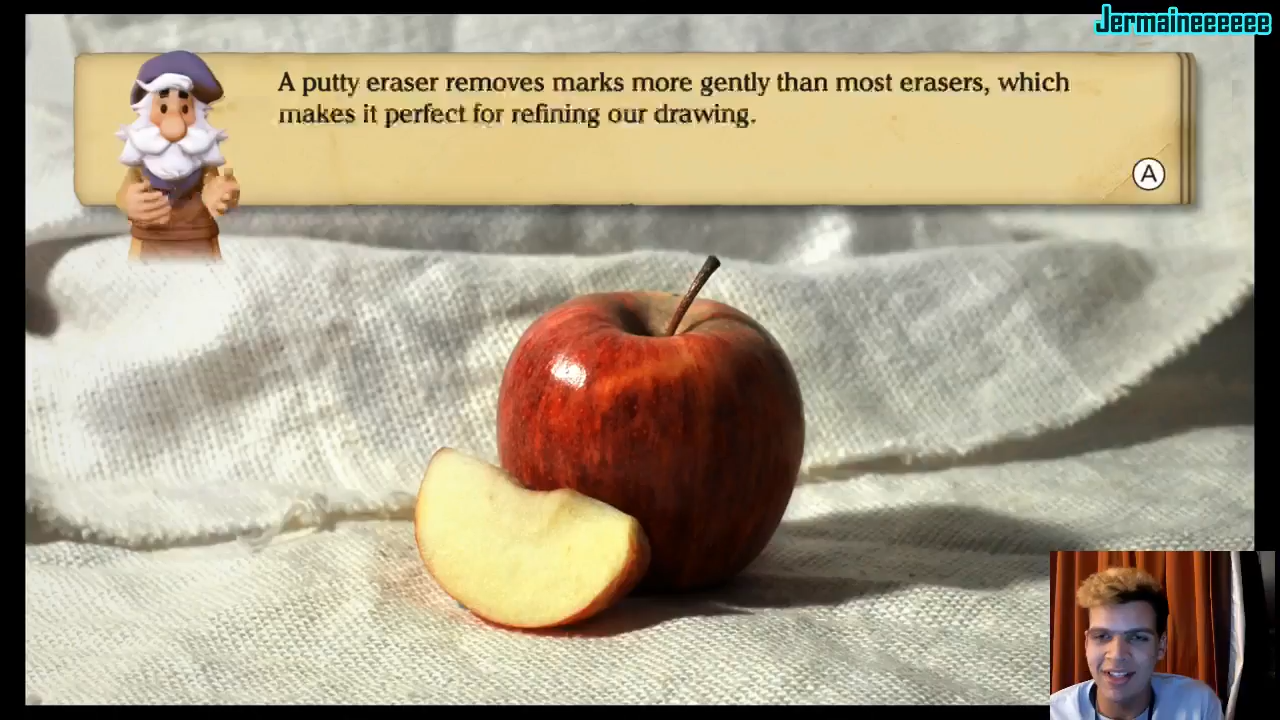 Jermaineeeeee
A putty eraser removes marks more gently than most erasers, which
makes it perfect for refining our drawing.
A